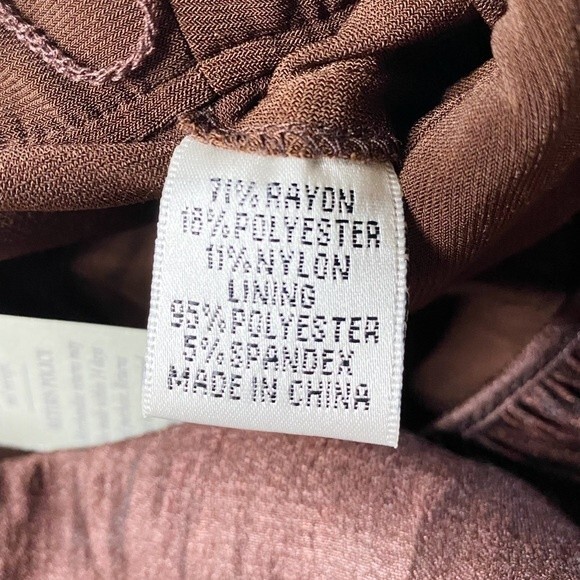 71% RAYON
18% POLYESTER
11% NYLON
LINING
95% POLYESTER
5% SPANDEX
MADE IN CHINA